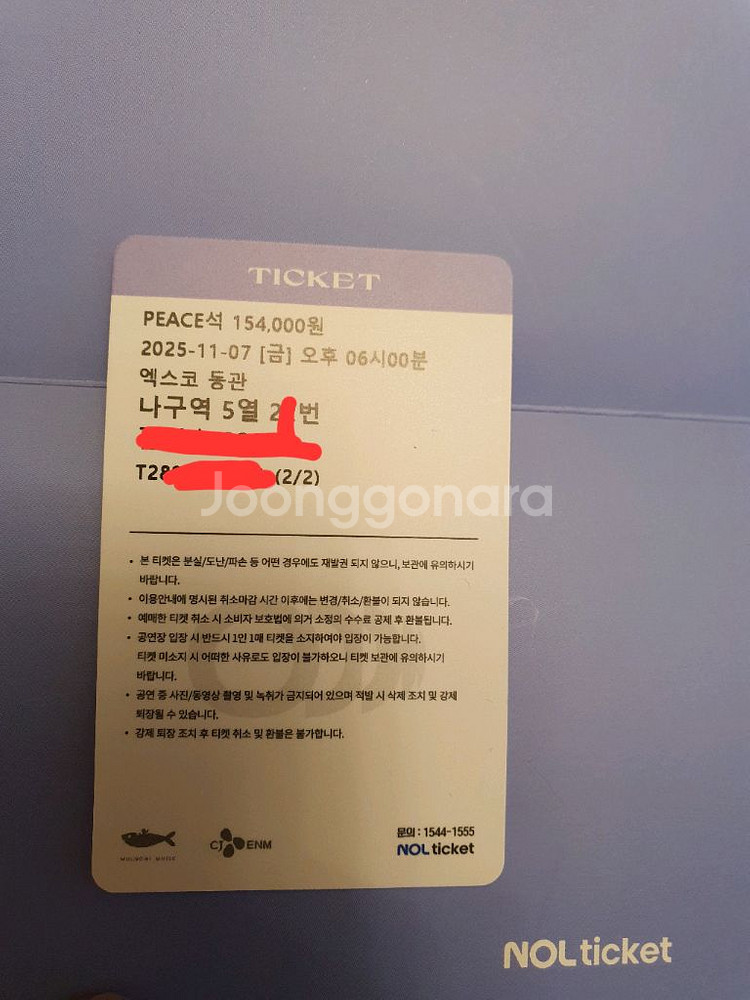 TICKET
PEACE석 154,000원
2025-11-07 [금] 오후 06시00분
엑스코 동관
나구역 5열 2 번
T28 (2/2)
Joonggonara
• 본 티켓은 분실/도난/파손 등 어떤 경우에도 재발권 되지 않으니, 보관에 유의하시기
바랍니다.
• 이용안내에 명시된 취소마감 시간 이후에는 변경/취소/환불이 되지 않습니다.
• 예매한 티켓 취소 시 소비자 보호법에 의거 소정의 수수료 공제 후 환불됩니다.
• 공연장 입장 시 반드시 1인 1매 티켓을 소지하여야 입장이 가능합니다.
티켓 미소지 시 어떠한 사유로도 입장이 불가하오니 티켓 보관에 유의하시기
바랍니다.
• 공연 중 사진/동영상 촬영 및 녹취가 금지되어 있으며 적발 시 삭제 조치 및 강제
퇴장될 수 있습니다.
• 강제 퇴장 조치 후 티켓 취소 및 환불은 불가합니다.
CJ ENM
문의 : 1544-1555
NOL ticket
NOL ticket